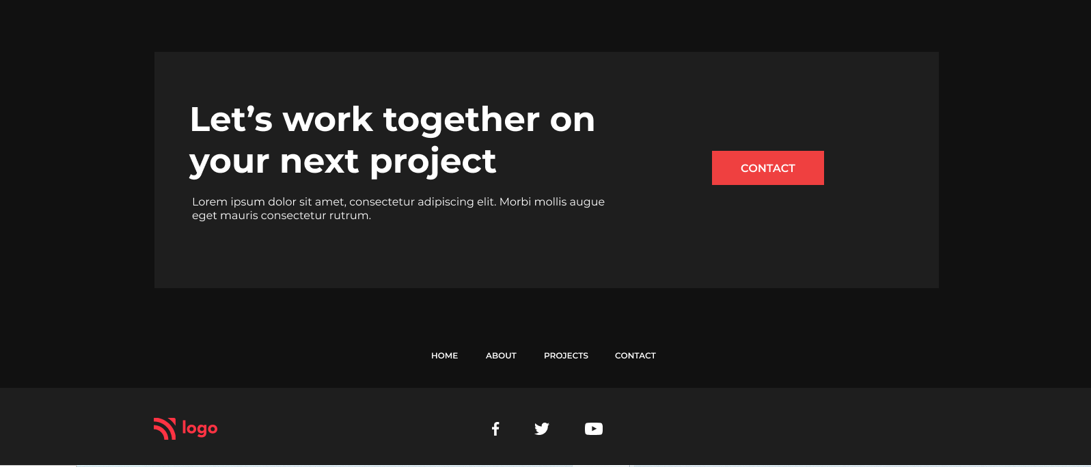 Let’s work together on
your next project
Lorem ipsum dolor sit amet, consectetur adipiscing elit. Morbi mollis augue
eget mauris consectetur rutrum.
CONTACT
HOME ABOUT PROJECTS CONTACT
logo